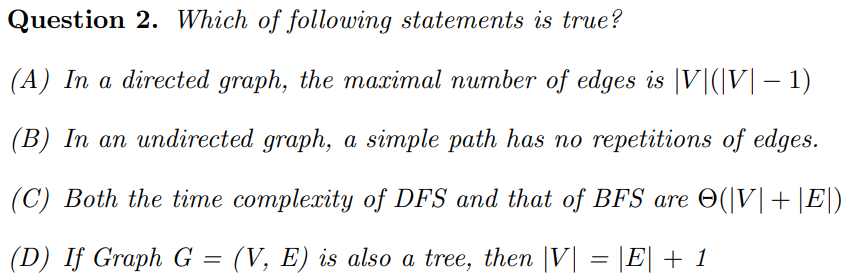 Question 2. Which of following statements is true?
(A) In a directed graph, the maximal number of edges is |V|(|V| − 1)
(B) In an undirected graph, a simple path has no repetitions of edges.
(C) Both the time complexity of DFS and that of BFS are Θ(|V| + |E|)
(D) If Graph G = (V, E) is also a tree, then |V| = |E| + 1